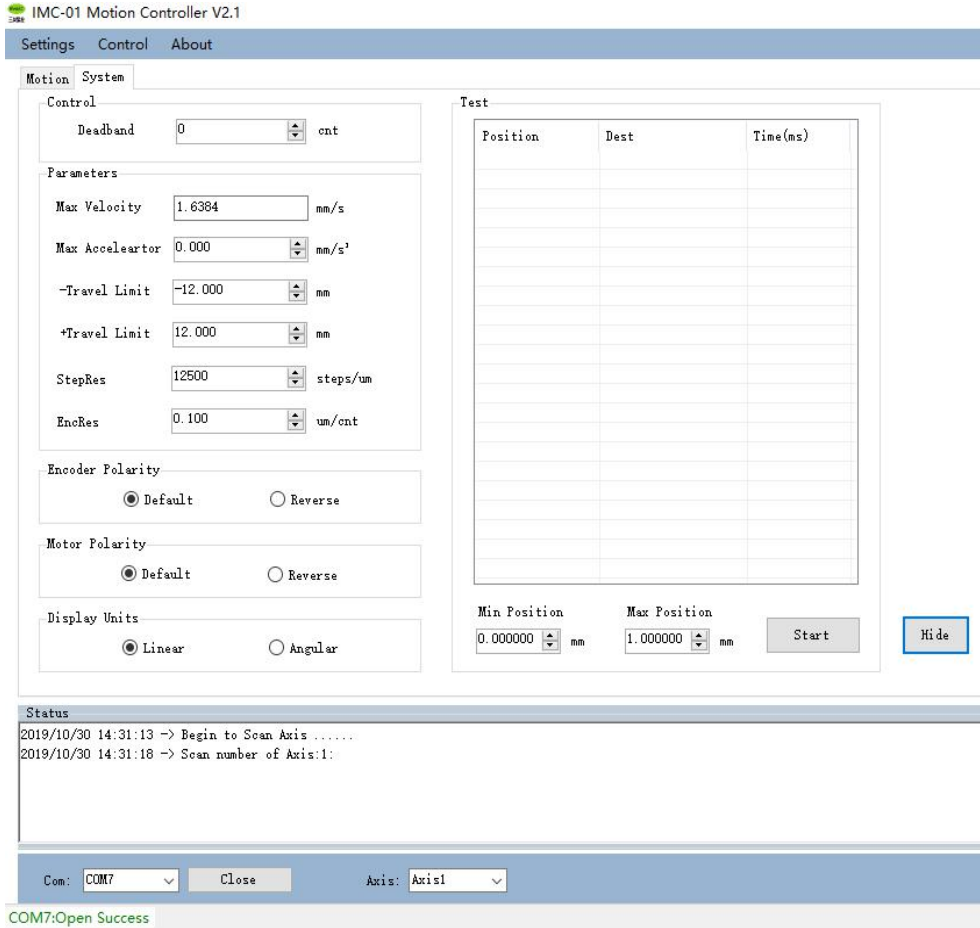 IMC-01 Motion Controller V2.1
Settings Control About
Motion System
Control
Deadband 0 cnt
Parameters
Max Velocity 1.6384 mm/s
Max Acceleartor 0.000 mm/s²
-Travel Limit -12.000 mm
+Travel Limit 12.000 mm
StepRes 12500 steps/um
EncRes 0.100 um/cnt
Encoder Polarity
Default Reverse
Motor Polarity
Default Reverse
Display Units
Linear Angular
Test
Position Dest Time(ms)
Min Position Max Position
0.000000 mm 1.000000 mm Start
Hide
Status
2019/10/30 14:31:13 -> Begin to Scan Axis ......
2019/10/30 14:31:18 -> Scan number of Axis:1:
Com: COM7 Close Axis: Axis1
COM7:Open Success